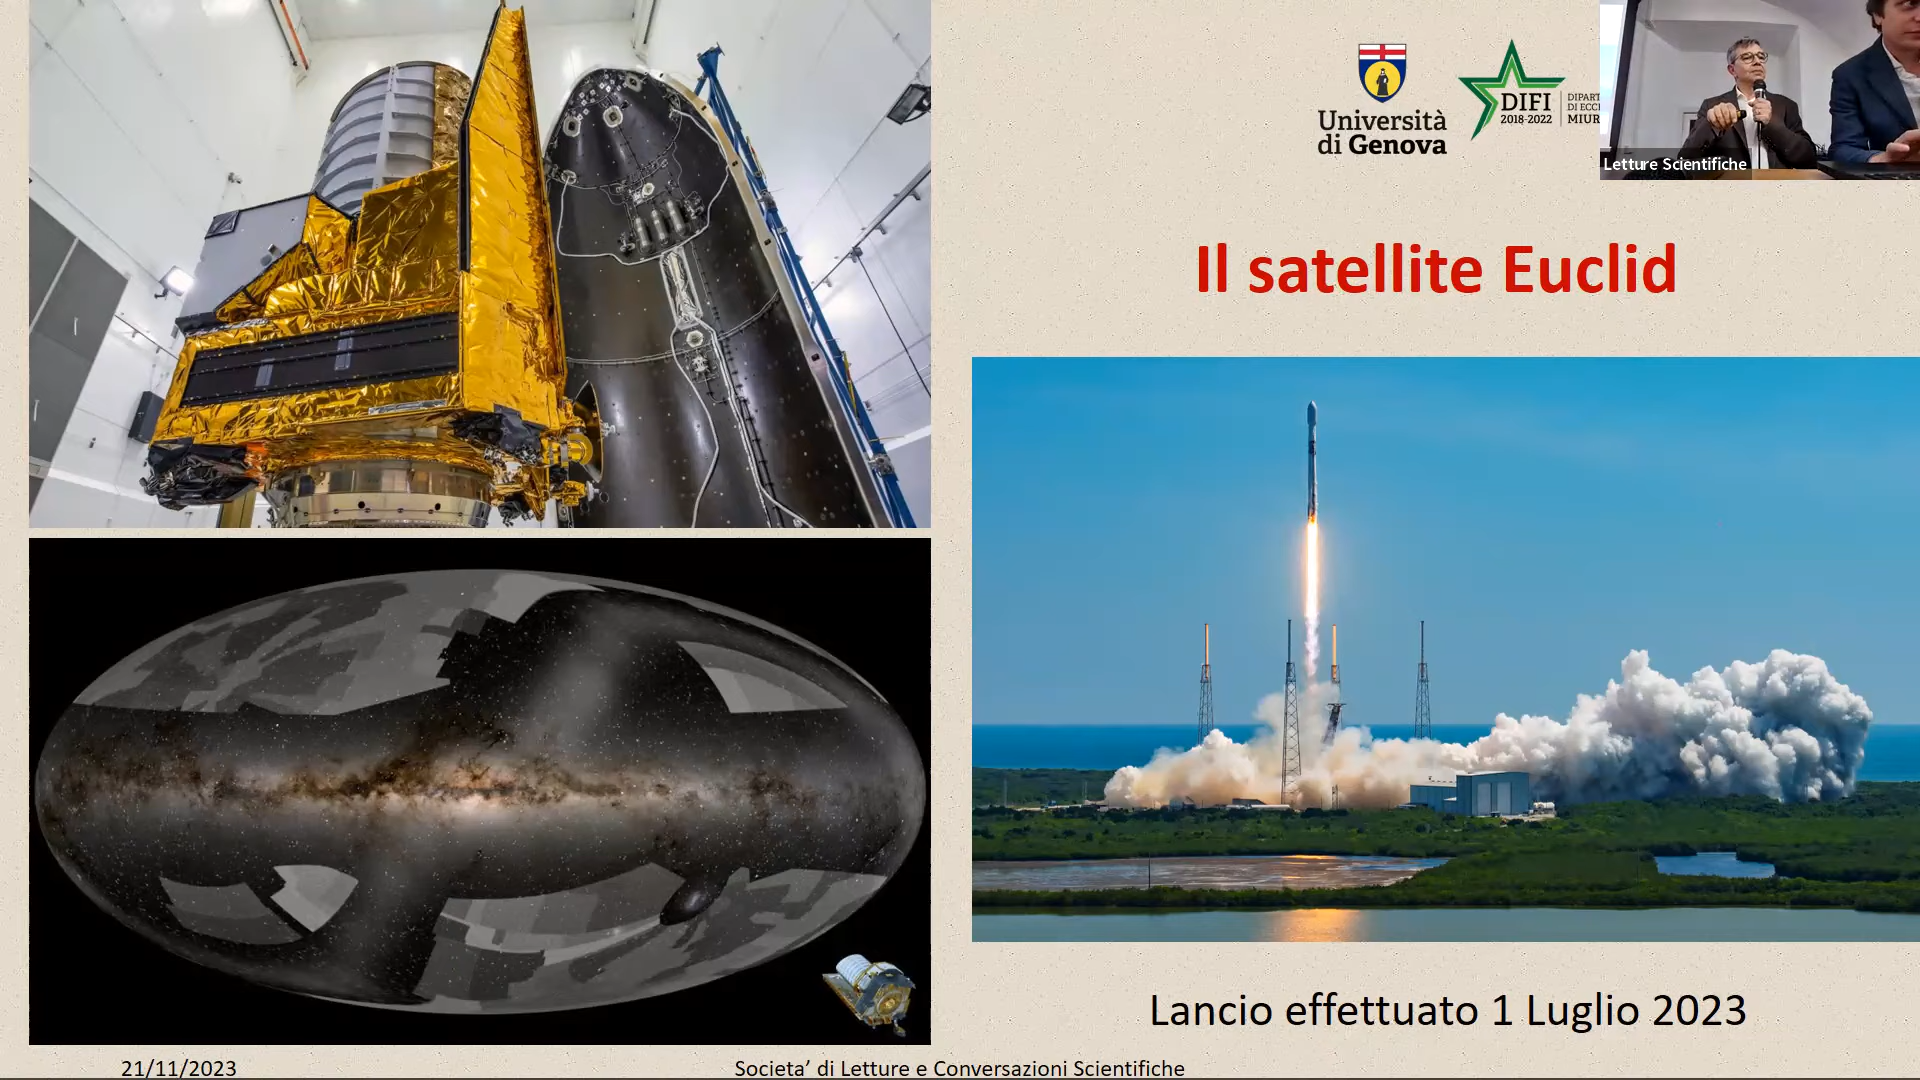 Università
di Genova
DIFI
2018-2022
MIUR
Letture Scientifiche
Il satellite Euclid
Lancio effettuato 1 Luglio 2023
21/11/2023
Societa’ di Letture e Conversazioni Scientifiche